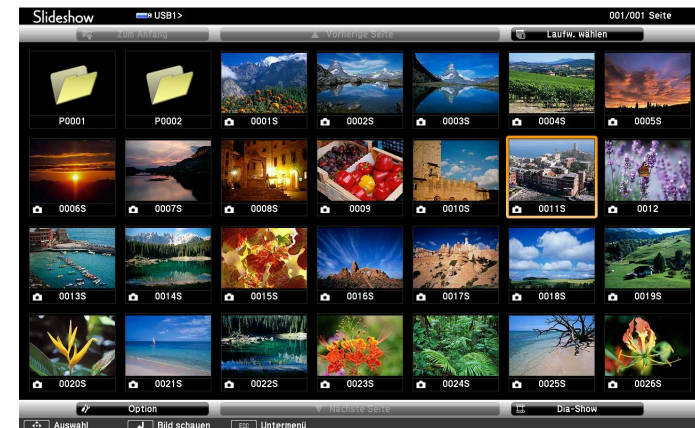 Slideshow USB1> 001/001 Seite
Zum Anfang ▲ Vorherige Seite Laufw. wählen
P0001 P0002 0001S 0002S 0003S 0004S 0005S
0006S 0007S 0008S 0009 0010S 0011S 0012
0013S 0014S 0015S 0016S 0017S 0018S 0019S
0020S 0021S 0022S 0023S 0024S 0025S 0026S
Option ▼ Nächste Seite Dia-Show
Auswahl Bild schauen ESC Untermenü